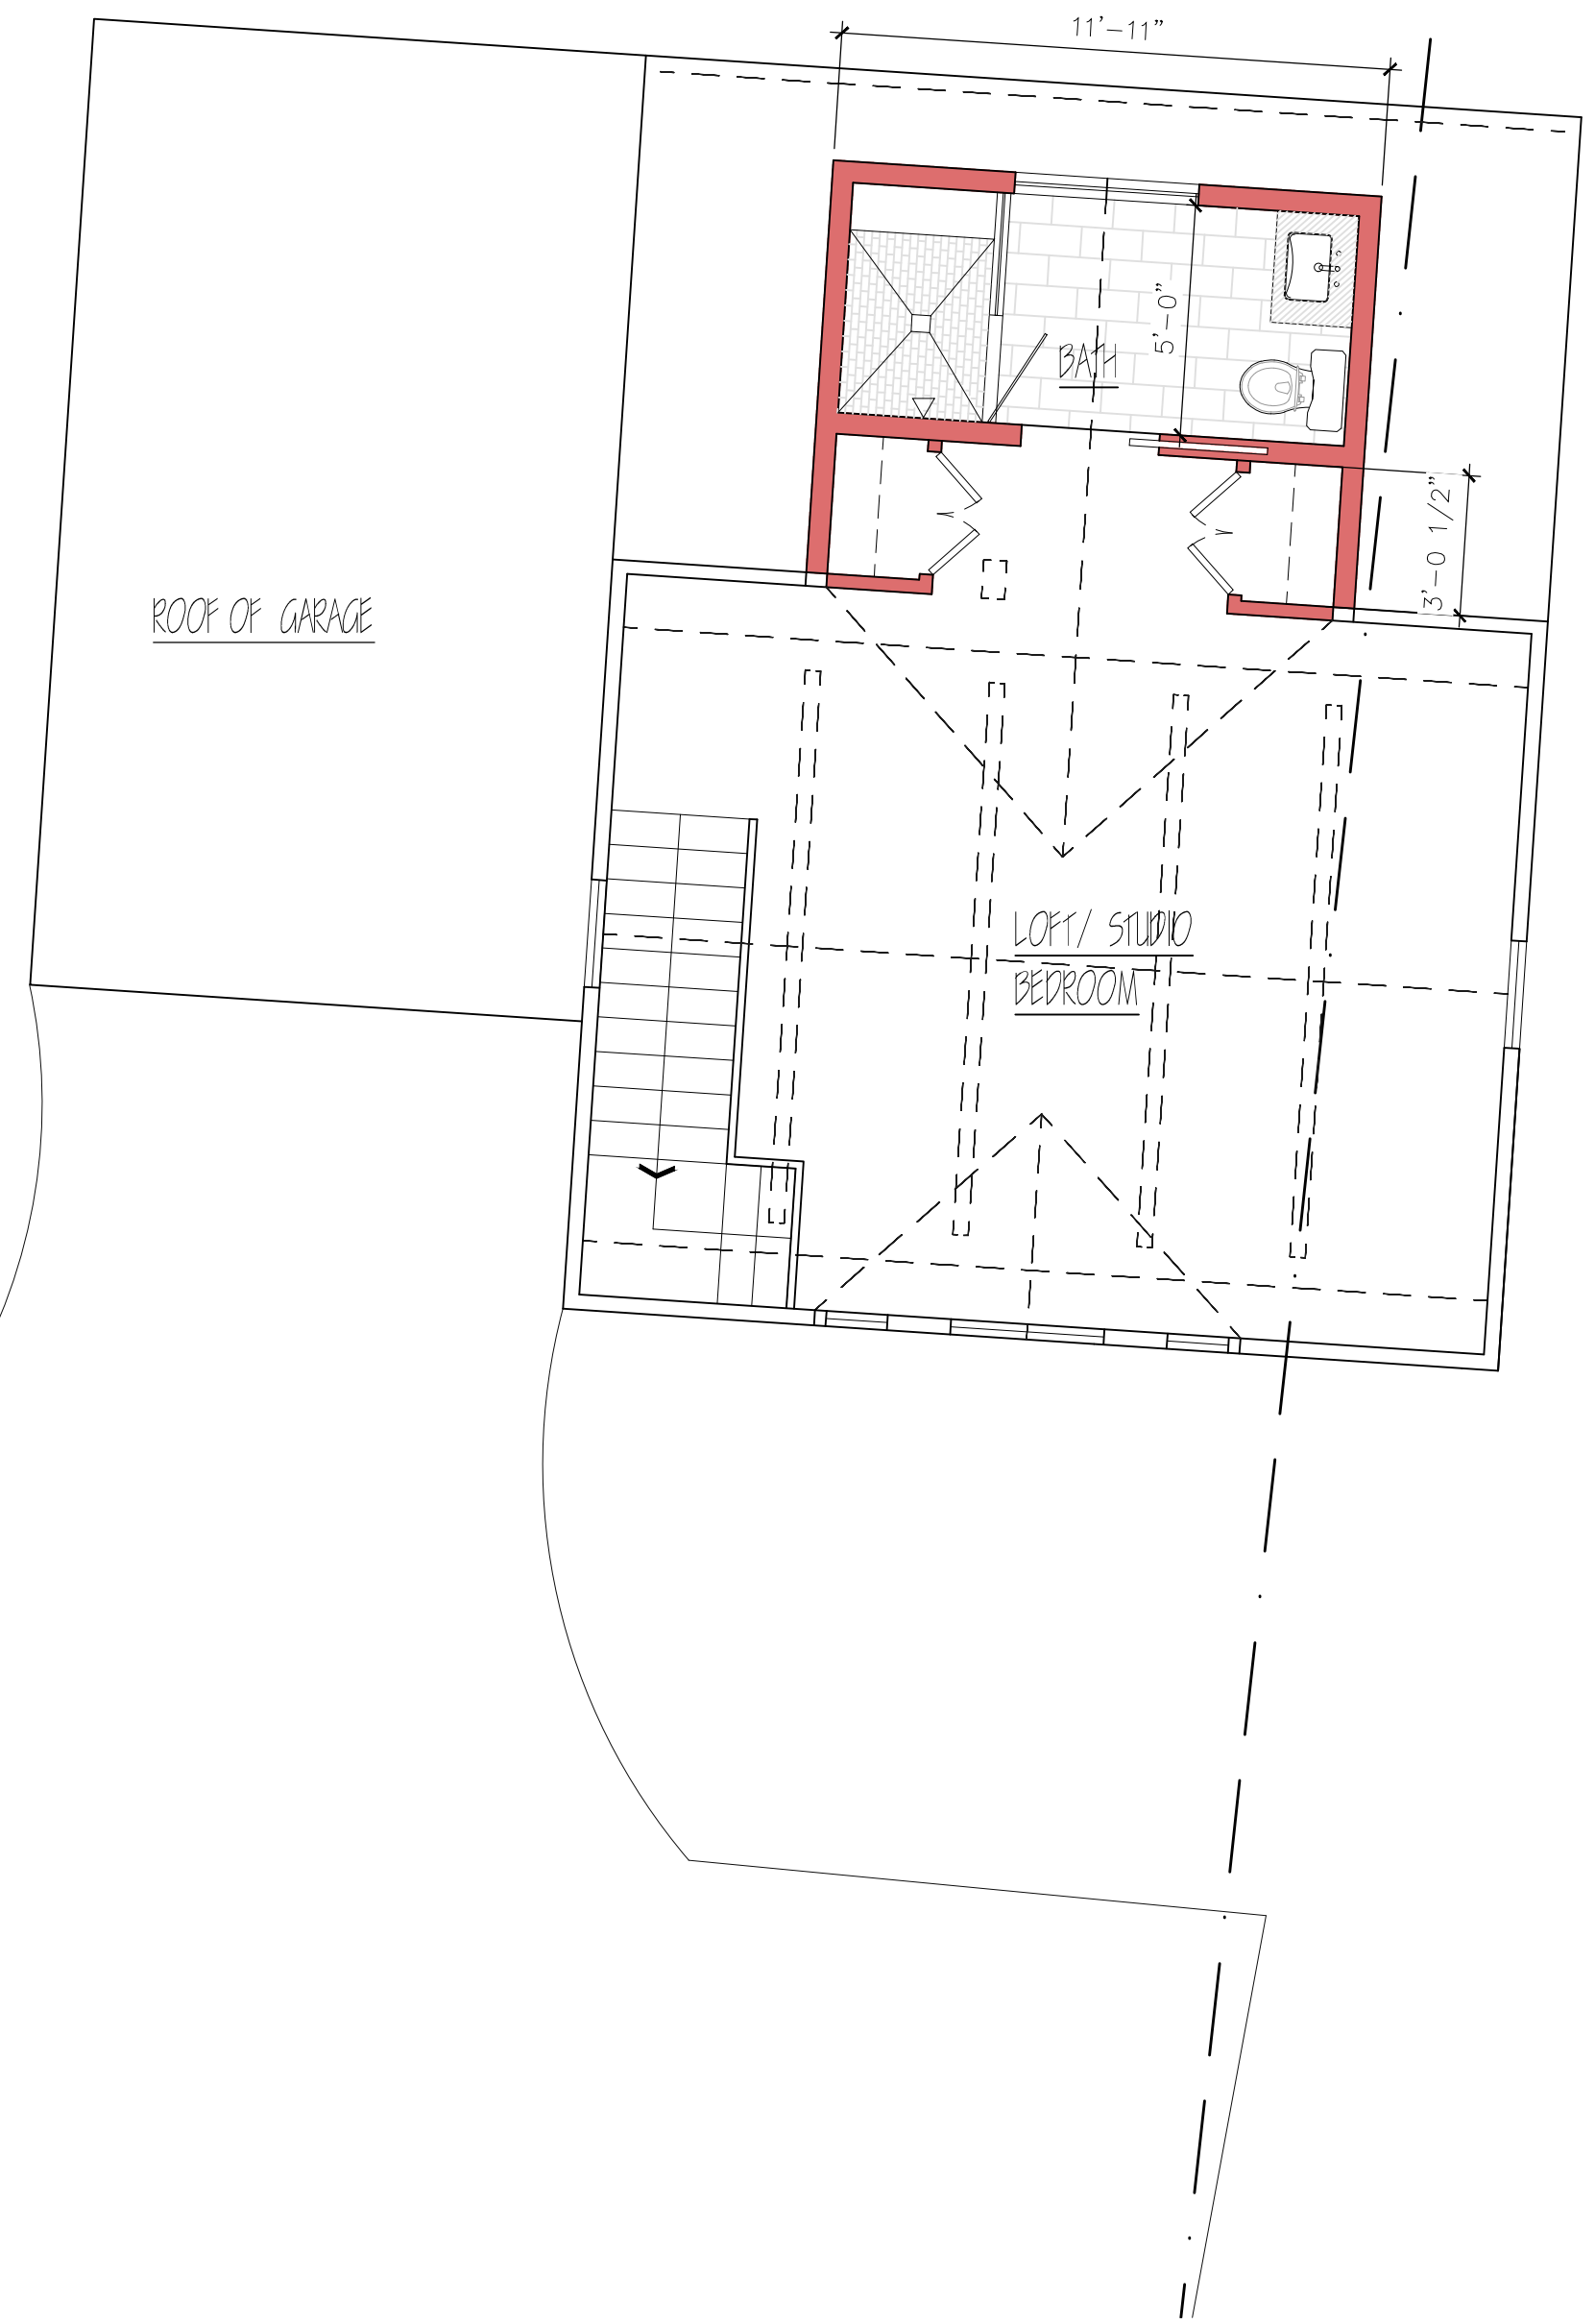 11'-11"
5'-0"
BATH
3'-0 1/2"
ROOF OF GARAGE
LOFT/ STUDIO
BEDROOM